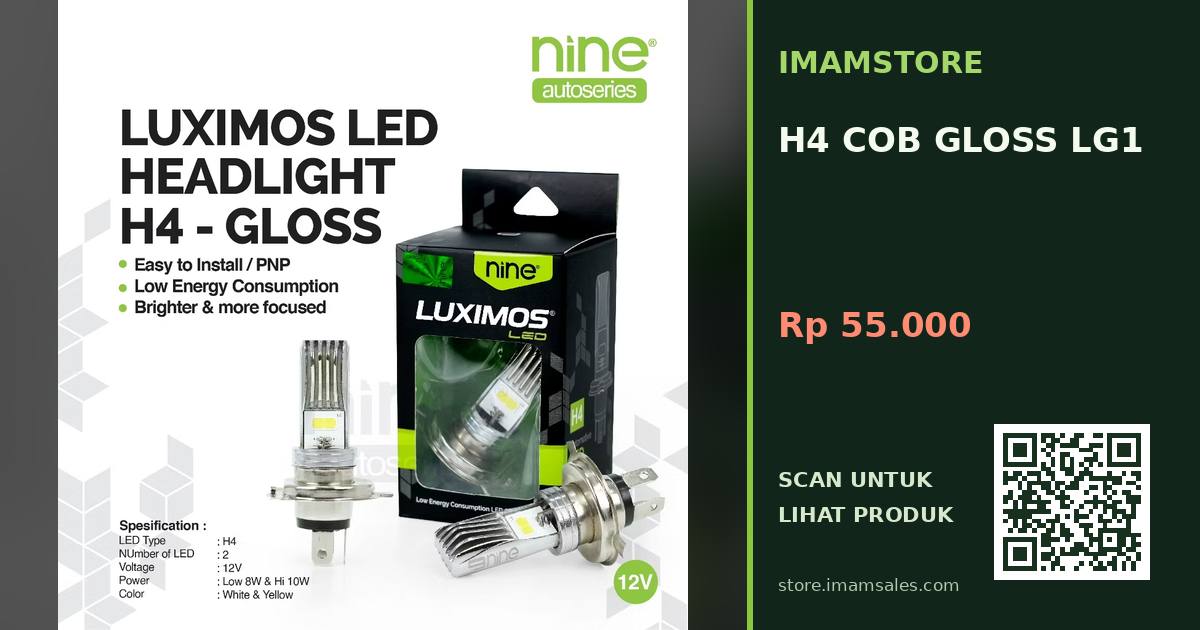 nine®
autoseries
LUXIMOS LED
HEADLIGHT
H4 - GLOSS
Easy to Install / PNP
Low Energy Consumption
Brighter & more focused
nine®
LUXIMOS®
LED
H4
Low Energy Consumption LED
nine
Spesification :
LED Type : H4
NUmber of LED : 2
Voltage : 12V
Power : Low 8W & Hi 10W
Color : White & Yellow
12V
IMAMSTORE
H4 COB GLOSS LG1
Rp 55.000
SCAN UNTUK
LIHAT PRODUK
store.imamsales.com